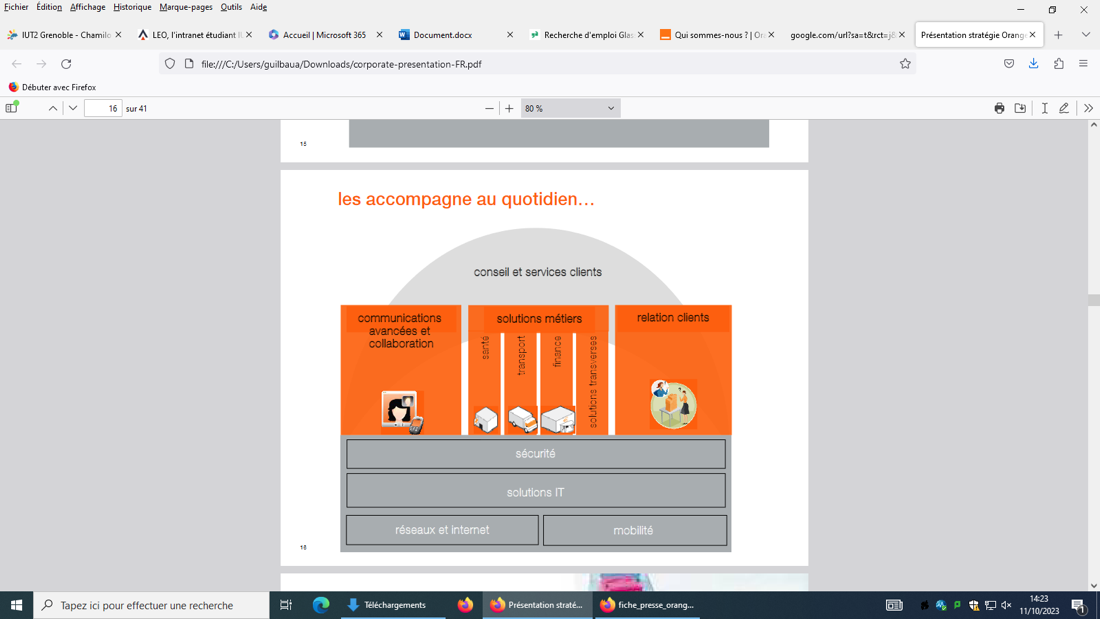 Fichier Édition Affichage Historique Marque-pages Outils Aide
IUT2 Grenoble - Chamilo
LEO, l'intranet étudiant
Accueil | Microsoft 365
Document.docx
Recherche d'emploi Glas
Qui sommes-nous ? | Or
google.com/url?sa=t&rct=j&
Présentation stratégie Orange
file:///C:/Users/guilbaua/Downloads/corporate-presentation-FR.pdf
Débuter avec Firefox
16 sur 41
80 %
15
les accompagne au quotidien…
conseil et services clients
communications
avancées et
collaboration
solutions métiers
santé
transport
finance
solutions transverses
relation clients
sécurité
solutions IT
réseaux et internet
mobilité
16
Tapez ici pour effectuer une recherche
Téléchargements
Présentation straté...
fiche_presse_orang...
14:23
11/10/2023
1